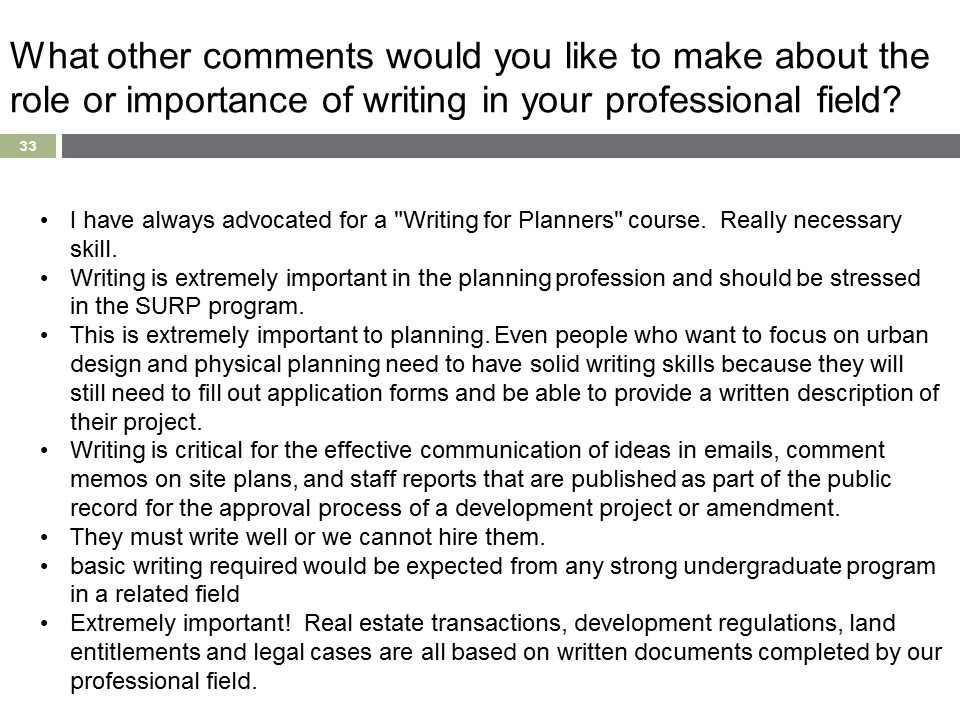 What other comments would you like to make about the
role or importance of writing in your professional field?
33
• I have always advocated for a "Writing for Planners" course.  Really necessary
skill.
• Writing is extremely important in the planning profession and should be stressed
in the SURP program.
• This is extremely important to planning. Even people who want to focus on urban
design and physical planning need to have solid writing skills because they will
still need to fill out application forms and be able to provide a written description of
their project.
• Writing is critical for the effective communication of ideas in emails, comment
memos on site plans, and staff reports that are published as part of the public
record for the approval process of a development project or amendment.
• They must write well or we cannot hire them.
• basic writing required would be expected from any strong undergraduate program
in a related field
• Extremely important!  Real estate transactions, development regulations, land
entitlements and legal cases are all based on written documents completed by our
professional field.